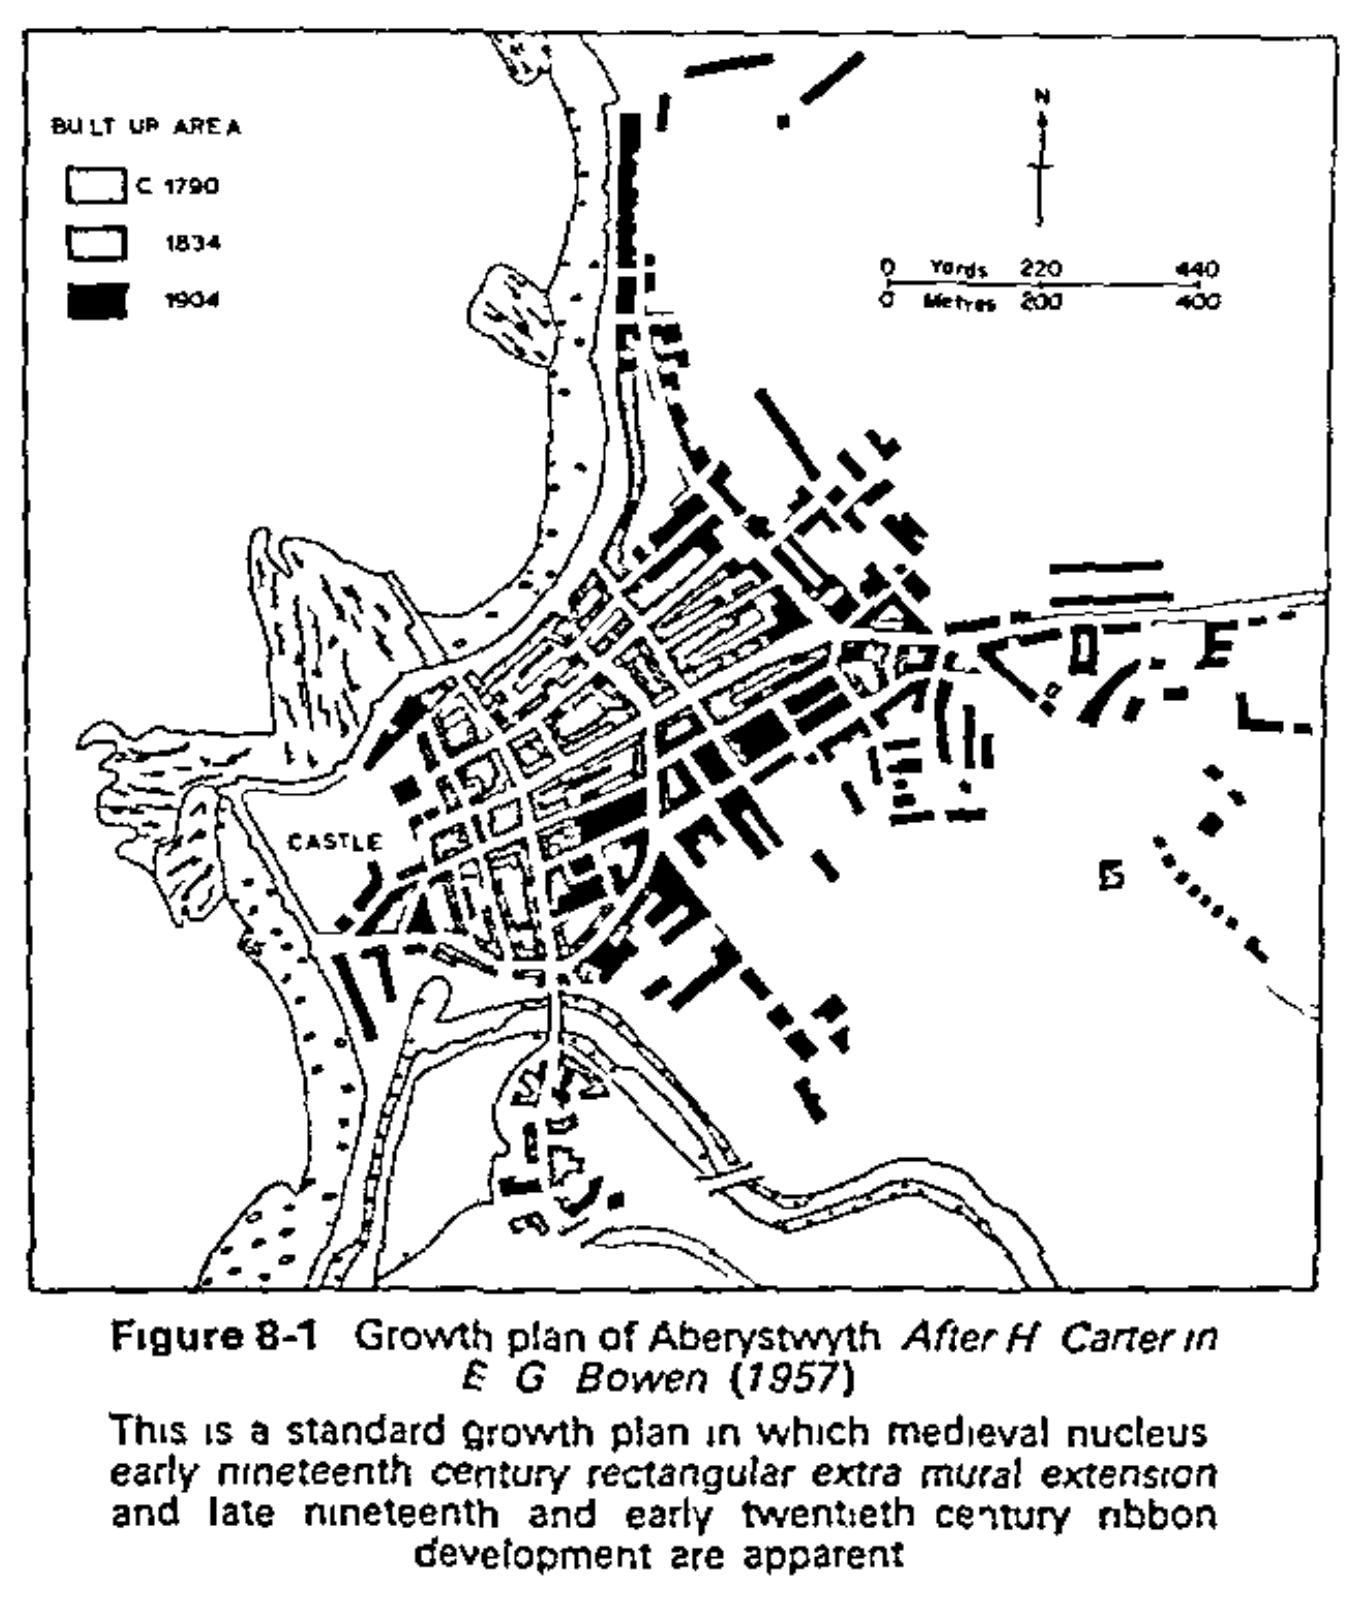 BUILT UP AREA
C 1790
1834
1904
N
0 Yards 220 440
0 Metres 200 400
CASTLE
Figure 8-1 Growth plan of Aberystwyth After H Carter in
E G Bowen (1957)
This is a standard growth plan in which medieval nucleus
early nineteenth century rectangular extra mural extension
and late nineteenth and early twentieth century ribbon
development are apparent